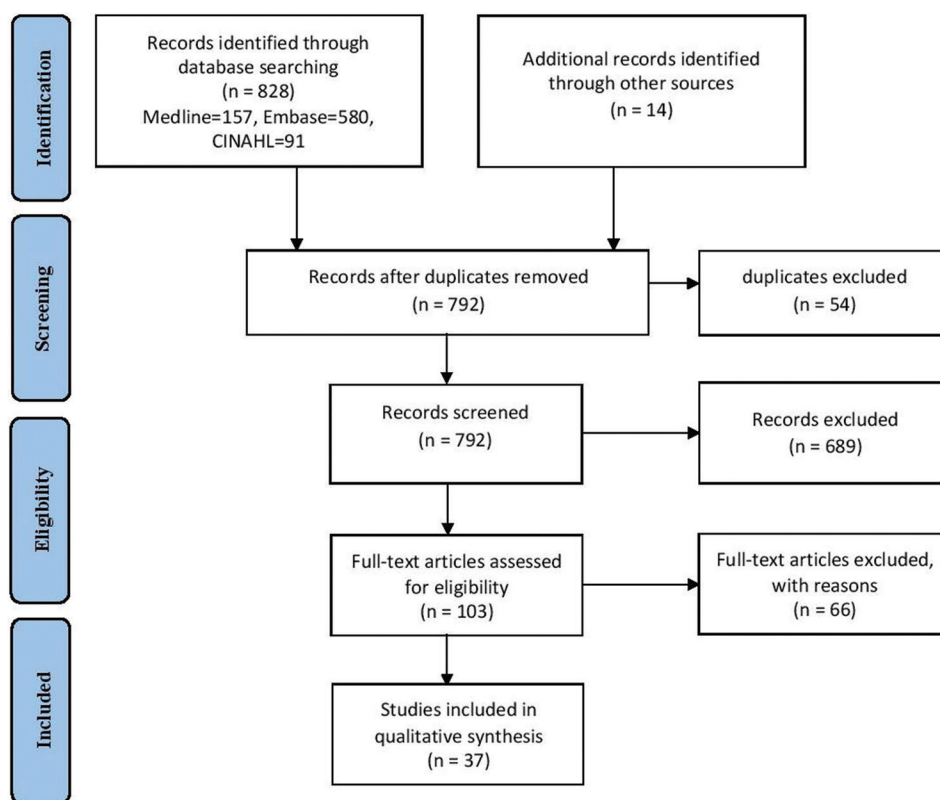 Identification
Records identified through
database searching
(n = 828)
Medline=157, Embase=580,
CINAHL=91
Additional records identified
through other sources
(n = 14)
Screening
Records after duplicates removed
(n = 792)
duplicates excluded
(n = 54)
Records screened
(n = 792)
Records excluded
(n = 689)
Eligibility
Full-text articles assessed
for eligibility
(n = 103)
Full-text articles excluded,
with reasons
(n = 66)
Included
Studies included in
qualitative synthesis
(n = 37)